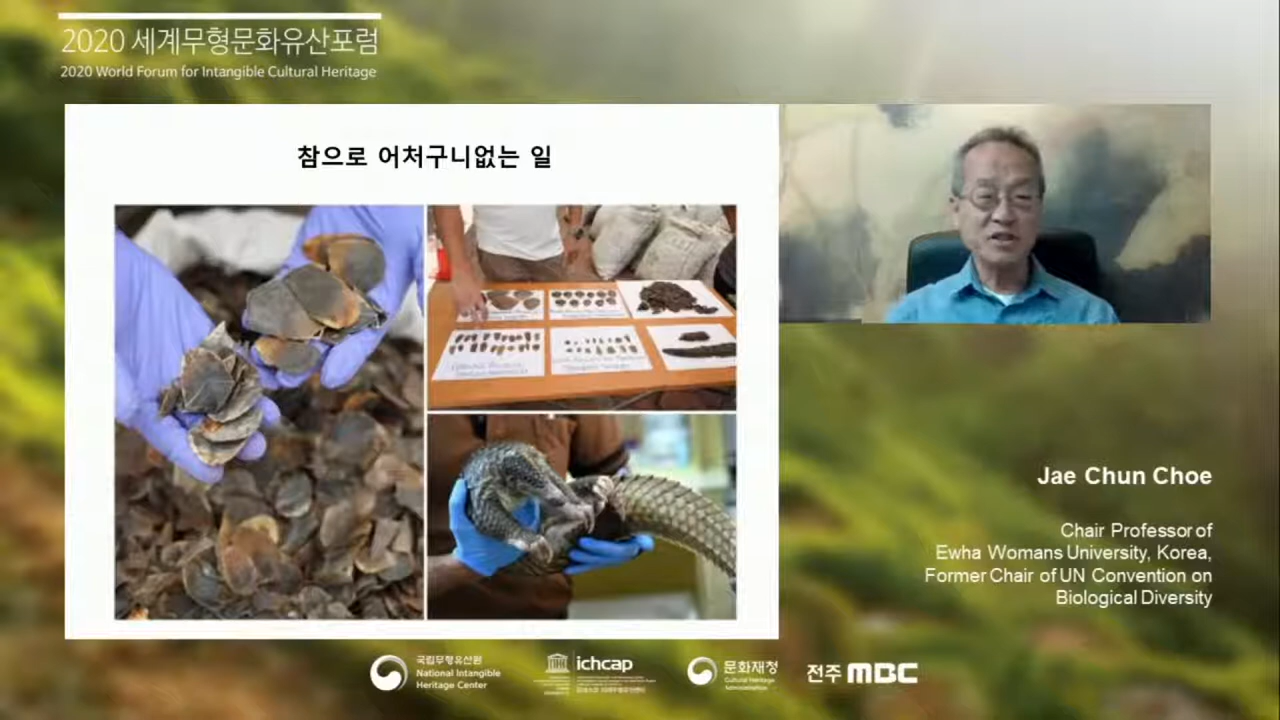 2020 세계무형문화유산포럼
2020 World Forum for Intangible Cultural Heritage
참으로 어처구니없는 일
Jae Chun Choe
Chair Professor of
Ewha Womans University, Korea,
Former Chair of UN Convention on
Biological Diversity
국립무형유산원
National Intangible
Heritage Center
ichcap
문화재청
Cultural Heritage
Administration
전주 MBC